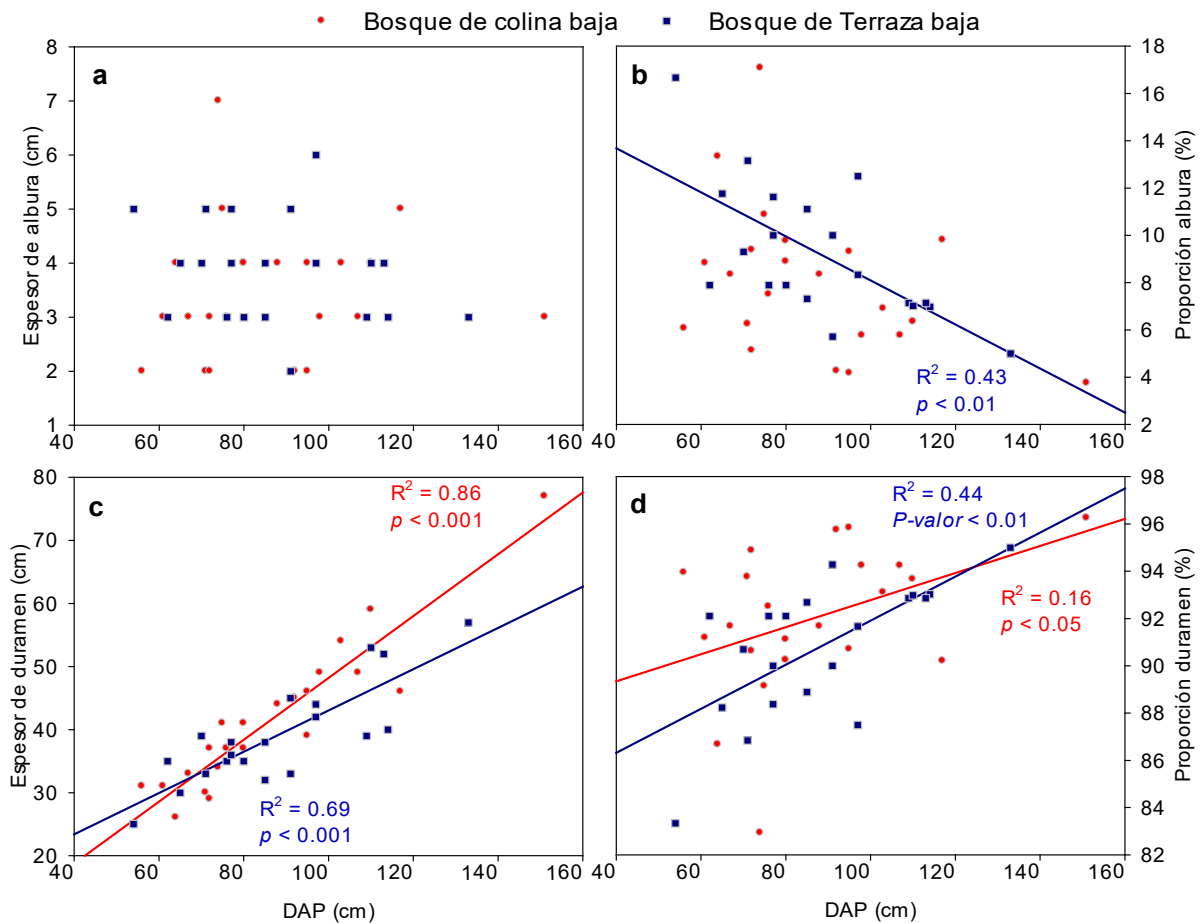 Bosque de colina baja Bosque de Terraza baja
a
Espesor de albura (cm)
8
7
6
5
4
3
2
1
40 60 80 100 120 140 160
b
Proporción albura (%)
18
16
14
12
10
8
6
4
2
R² = 0.43
p < 0.01
40 60 80 100 120 140 160
c
Espesor de duramen (cm)
80
70
60
50
40
30
20
R² = 0.86
p < 0.001
R² = 0.69
p < 0.001
40 60 80 100 120 140 160
DAP (cm)
d
Proporción duramen (%)
98
96
94
92
90
88
86
84
82
R² = 0.44
P-valor < 0.01
R² = 0.16
p < 0.05
40 60 80 100 120 140 160
DAP (cm)